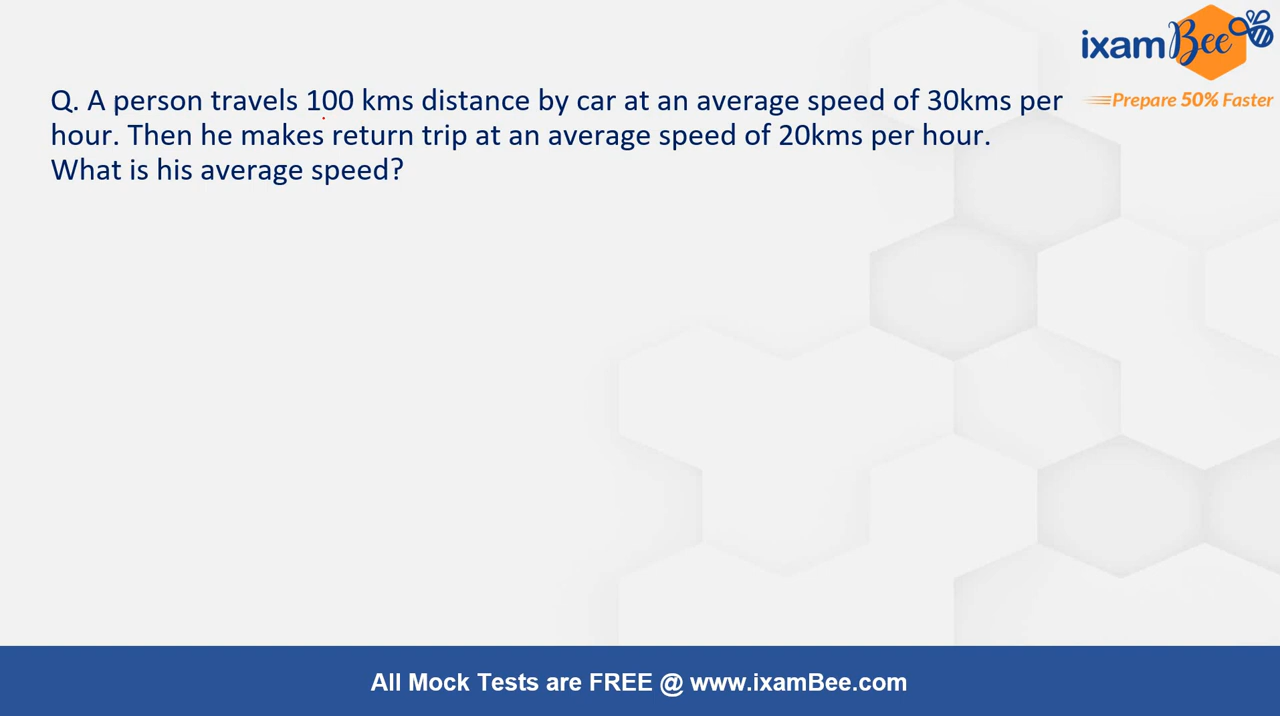 ixamBee
Prepare 50% Faster
Q. A person travels 100 kms distance by car at an average speed of 30kms per
hour. Then he makes return trip at an average speed of 20kms per hour.
What is his average speed?
All Mock Tests are FREE @ www.ixamBee.com